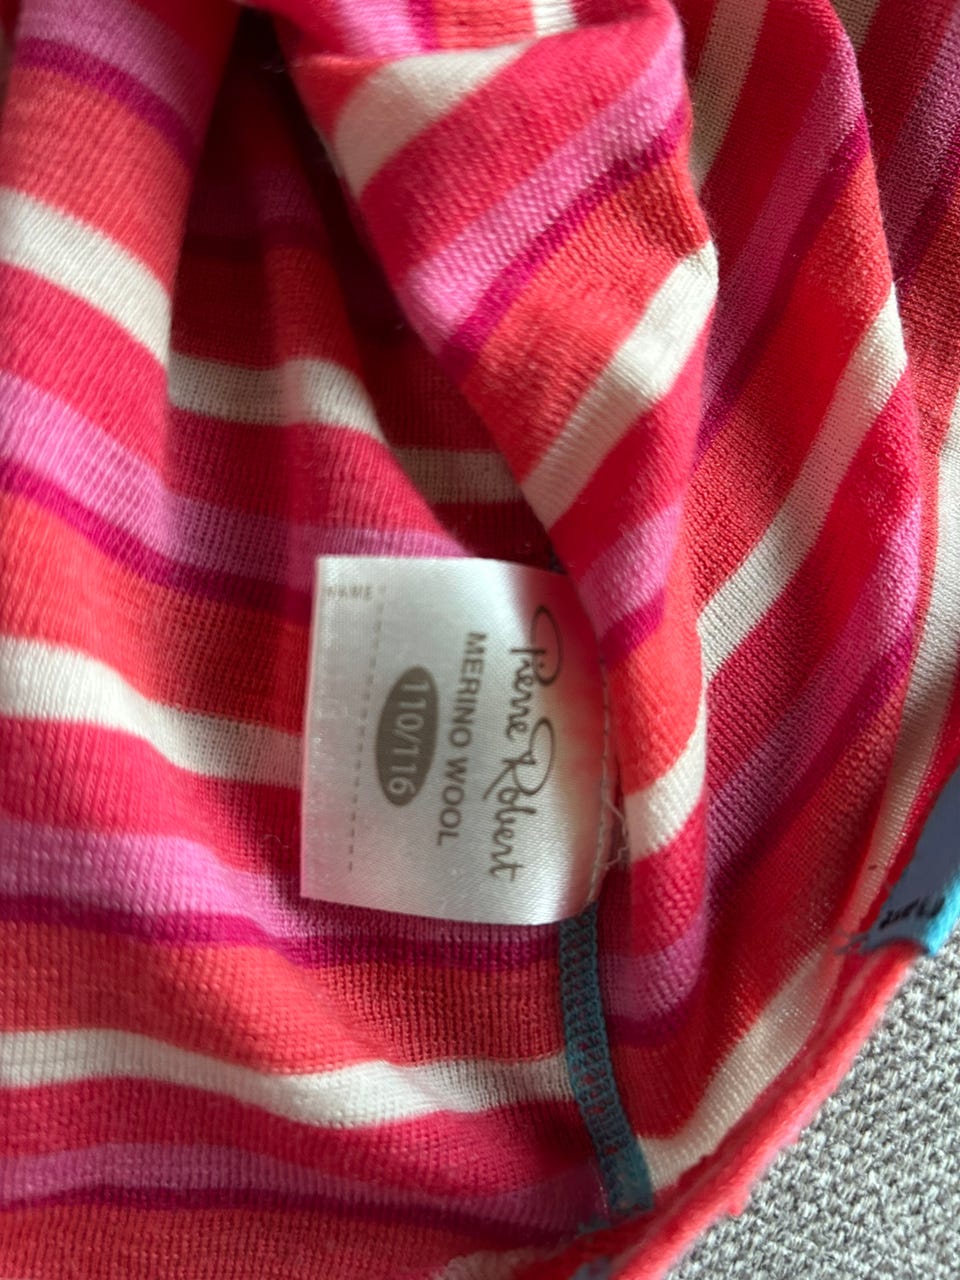 Pierre Robert
MERINO WOOL
110/116
NAME